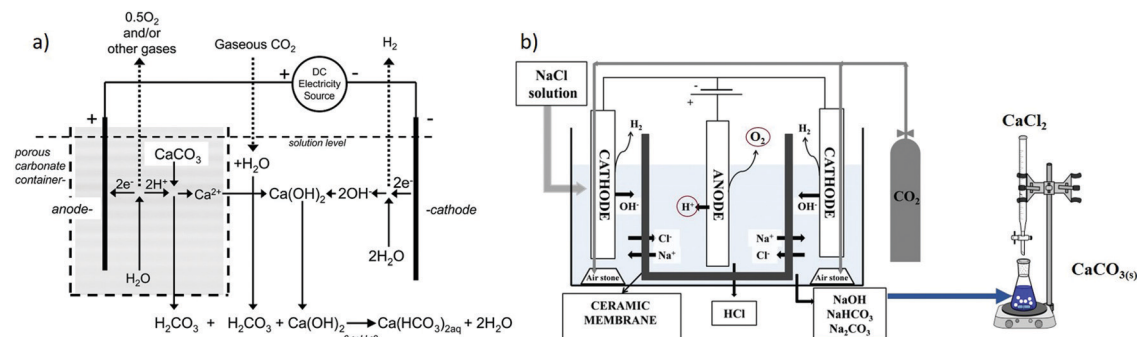 a)
0.5O₂
and/or
other gases
Gaseous CO₂
H₂
+
DC
Electricity
Source
-
+
-
porous
carbonate
container-
CaCO₃
solution level
+H₂O
2e⁻
2H⁺
Ca²⁺
Ca(OH)₂
2OH⁻
2e⁻
anode-
-cathode
H₂O
2H₂O
H₂CO₃ + H₂CO₃ + Ca(OH)₂ → Ca(HCO₃)₂aq + 2H₂O
b)
NaCl
solution
-
+
H₂
O₂
H₂
CATHODE
ANODE
CATHODE
OH⁻
H⁺
OH⁻
Cl⁻
Na⁺
Na⁺
Cl⁻
Air stone
Air stone
CERAMIC
MEMBRANE
HCl
NaOH
NaHCO₃
Na₂CO₃
CO₂
CaCl₂
CaCO₃(s)